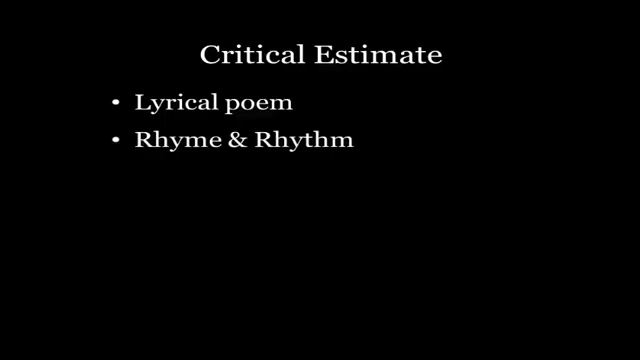 Critical Estimate
• Lyrical poem
• Rhyme & Rhythm